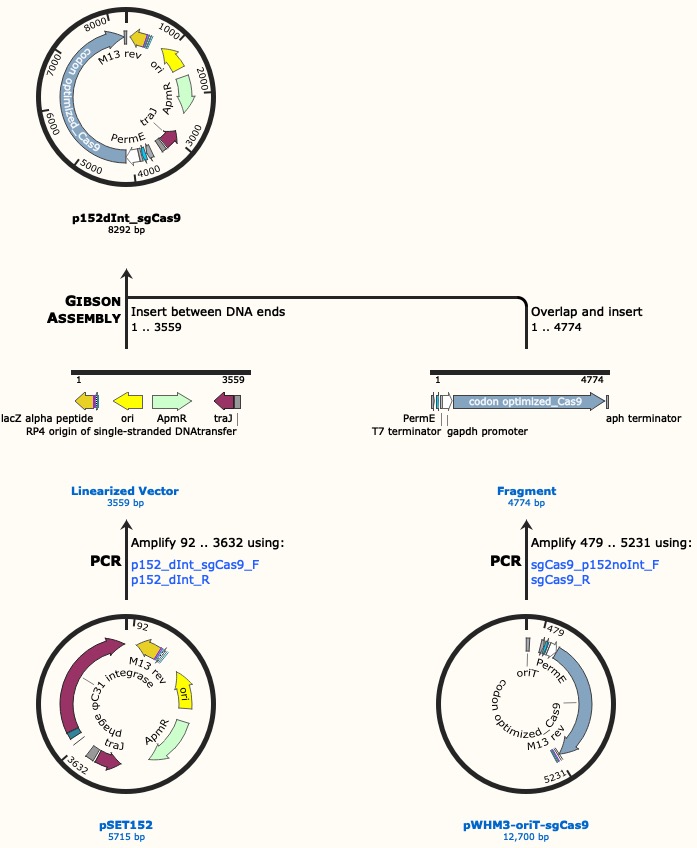 8000
1000
2000
3000
4000
5000
6000
7000
M13 rev
ori
ApmR
traJ
PermE
codon optimized_Cas9
p152dInt_sgCas9
8292 bp
GIBSON
ASSEMBLY
Insert between DNA ends
1 .. 3559
Overlap and insert
1 .. 4774
1
3559
lacZ alpha peptide
ori
ApmR
traJ
RP4 origin of single-stranded DNAtransfer
1
4774
codon optimized_Cas9
PermE
aph terminator
T7 terminator
gapdh promoter
Linearized Vector
3559 bp
Fragment
4774 bp
PCR
Amplify 92 .. 3632 using:
p152_dInt_sgCas9_F
p152_dInt_R
PCR
Amplify 479 .. 5231 using:
sgCas9_p152noInt_F
sgCas9_R
92
M13 rev
ori
ApmR
traJ
phage φC31 integrase
3632
pSET152
5715 bp
479
oriT
PermE
codon optimized_Cas9
M13 rev
5231
pWHM3-oriT-sgCas9
12,700 bp